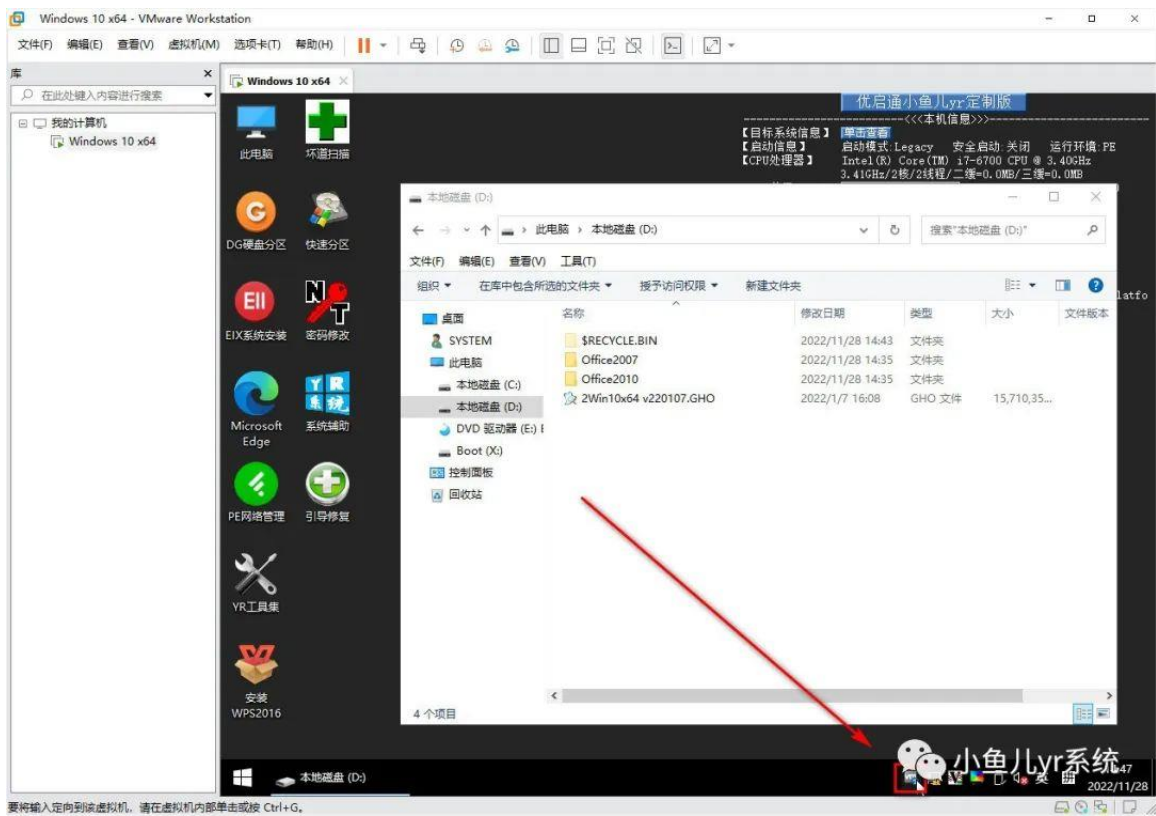 Windows 10 x64 - VMware Workstation
文件(F) 编辑(E) 查看(V) 虚拟机(M) 选项卡(T) 帮助(H)
库
在此处键入内容进行搜索
我的计算机
Windows 10 x64
Windows 10 x64
此电脑
坏道扫描
DG硬盘分区
快速分区
EIX系统安装
密码修改
Microsoft Edge
系统辅助
PE网络管理
引导修复
YR工具集
安装
WPS2016
优启通小鱼儿yr定制版
<<<本机信息>>>
【目标系统信息】 单击查看
【启动信息】 启动模式:Legacy 安全启动:关闭 运行环境:PE
【CPU处理器】 Intel(R) Core(TM) i7-6700 CPU @ 3.40GHz
3.41GHz/2核/2线程/二缓=0.0MB/三缓=0.0MB
latfo
本地磁盘 (D:)
此电脑 › 本地磁盘 (D:)
搜索"本地磁盘 (D:)"
文件(F) 编辑(E) 查看(V) 工具(T)
组织 在库中包含所选的文件夹 授予访问权限 新建文件夹
名称 修改日期 类型 大小 文件版本
桌面
SYSTEM
此电脑
本地磁盘 (C:)
本地磁盘 (D:)
DVD 驱动器 (E:)
Boot (X:)
控制面板
回收站
$RECYCLE.BIN 2022/11/28 14:43 文件夹
Office2007 2022/11/28 14:35 文件夹
Office2010 2022/11/28 14:35 文件夹
2Win10x64 v220107.GHO 2022/1/7 16:08 GHO 文件 15,710,35...
4 个项目
小鱼儿yr系统
本地磁盘 (D:)
英
2022/11/28
要将输入定向到该虚拟机，请在虚拟机内部单击或按 Ctrl+G。